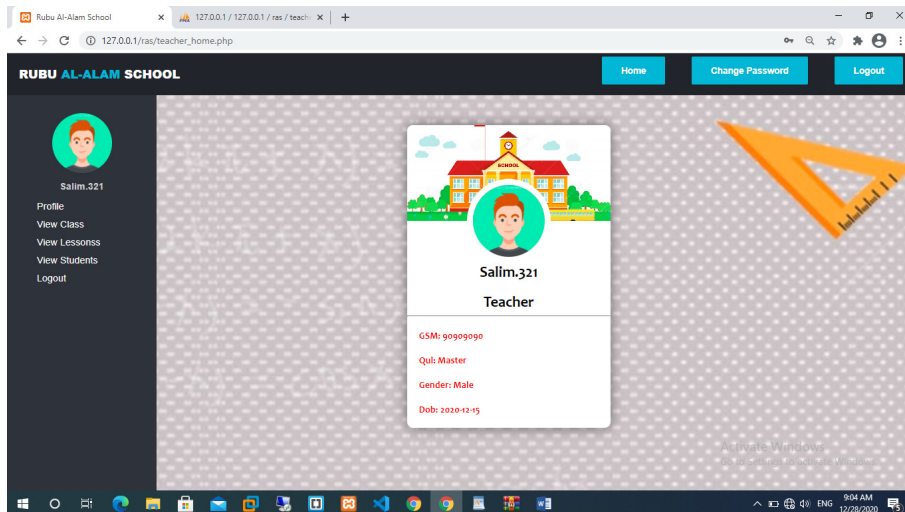 Rubu Al-Alam School
127.0.0.1 / 127.0.0.1 / ras / teach
127.0.0.1/ras/teacher_home.php
RUBU AL-ALAM SCHOOL
Home
Change Password
Logout
Salim.321
Profile
View Class
View Lessonss
View Students
Logout
SCHOOL
Salim.321
Teacher
GSM: 90909090
Qul: Master
Gender: Male
Dob: 2020-12-15
Activate Windows
ENG
9:04 AM
12/28/2020